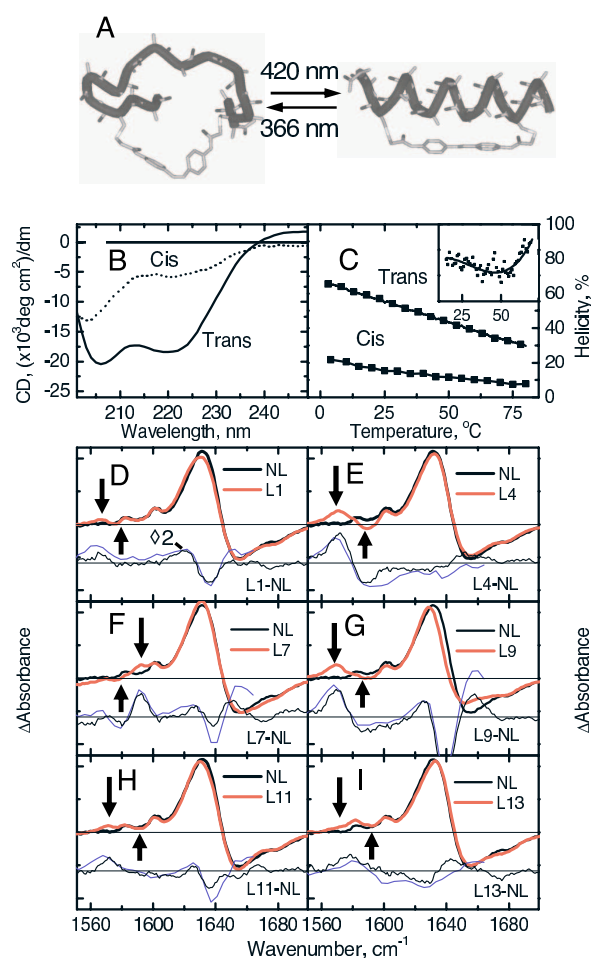 A
420 nm
366 nm
CD, (x10³deg cm²)/dm
0
-5
-10
-15
-20
-25
B
Cis
Trans
210 220 230 240
Wavelength, nm
C
Trans
Cis
25 50
0 25 50 75
Temperature, °C
100
80
60
40
20
0
Helicity, %
D
NL
L1
◊2
L1-NL
E
NL
L4
L4-NL
F
NL
L7
L7-NL
G
NL
L9
L9-NL
H
NL
L11
L11-NL
I
NL
L13
L13-NL
ΔAbsorbance
ΔAbsorbance
1560 1600 1640 1680
1560 1600 1640 1680
Wavenumber, cm⁻¹